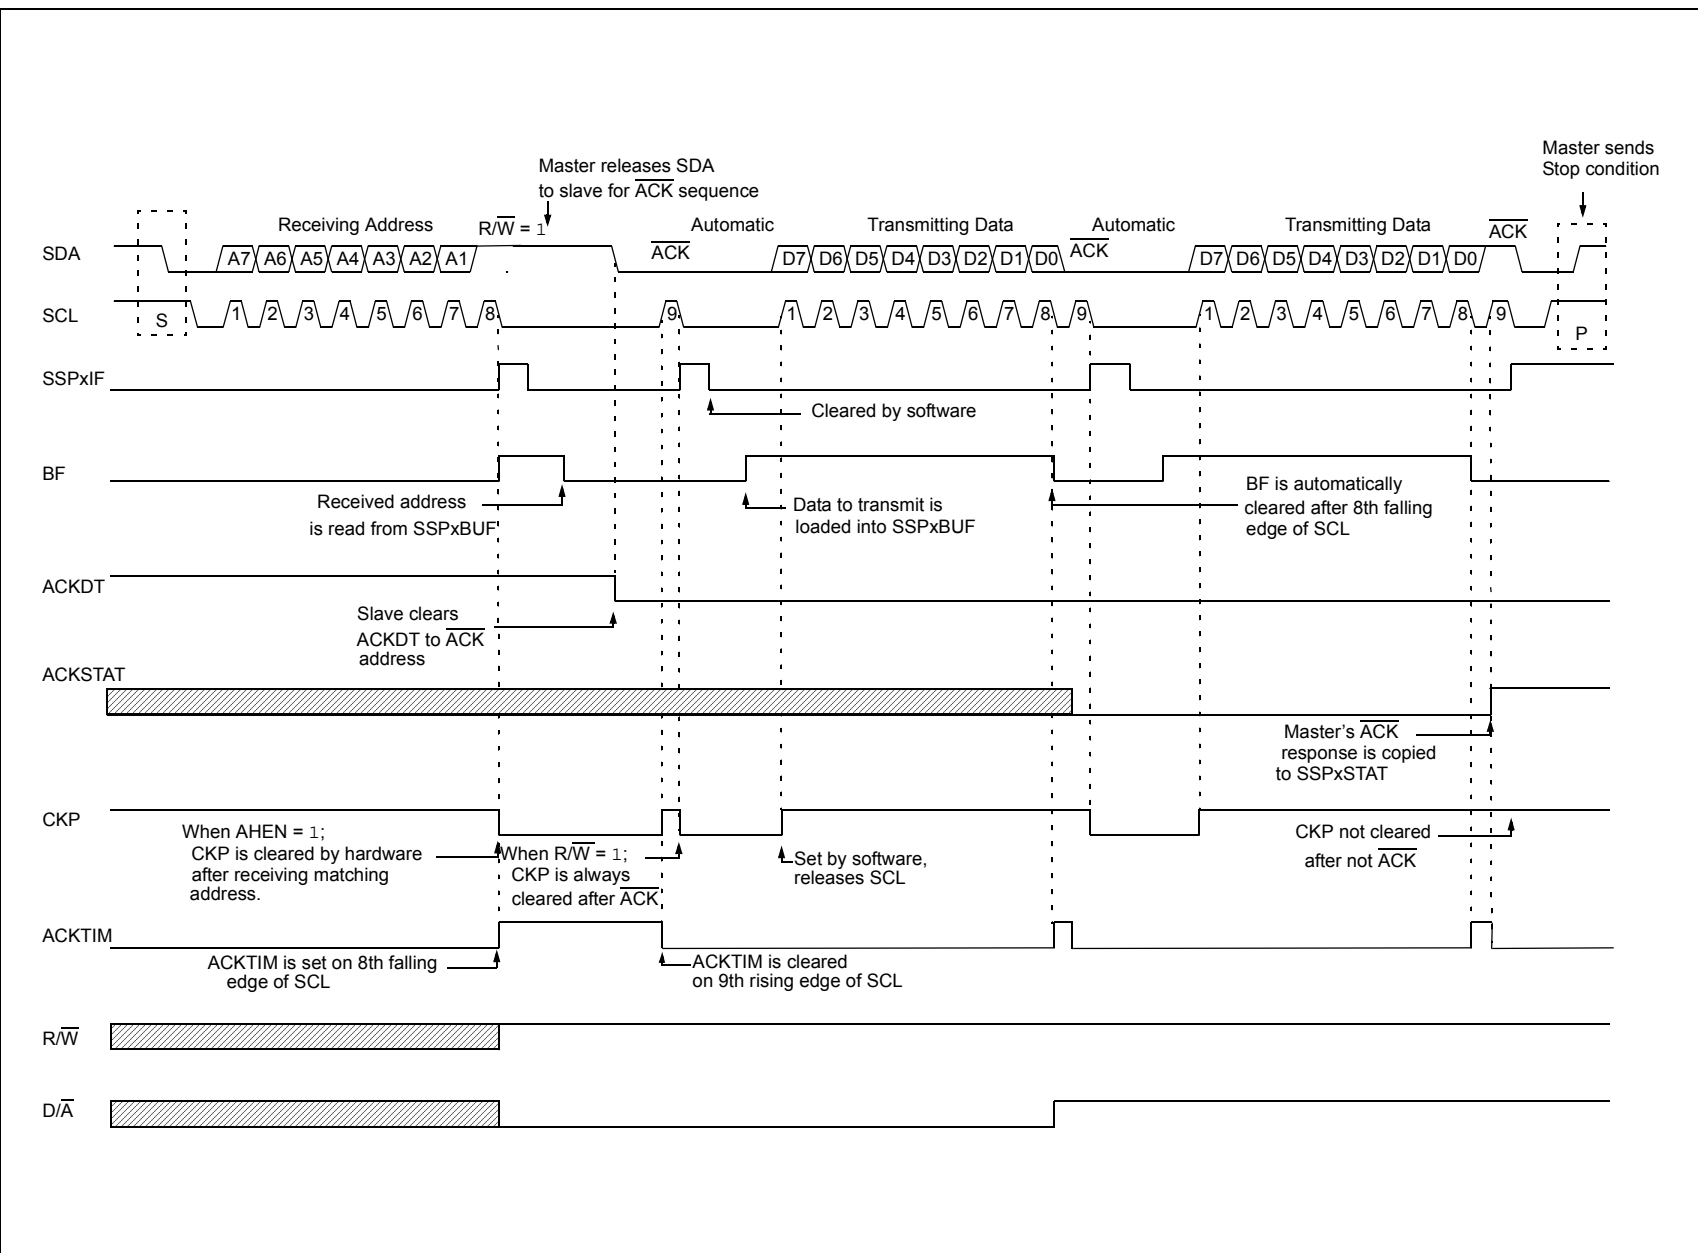 Master sends
Stop condition
Master releases SDA
to slave for ACK sequence
Receiving Address
R/W = 1
Automatic
Transmitting Data
Automatic
Transmitting Data
ACK
SDA
A7 A6 A5 A4 A3 A2 A1
ACK
D7 D6 D5 D4 D3 D2 D1 D0
ACK
D7 D6 D5 D4 D3 D2 D1 D0
SCL
S
1 2 3 4 5 6 7 8 9 1 2 3 4 5 6 7 8 9 1 2 3 4 5 6 7 8 9
P
SSPxIF
Cleared by software
BF
Received address
is read from SSPxBUF
Data to transmit is
loaded into SSPxBUF
BF is automatically
cleared after 8th falling
edge of SCL
ACKDT
Slave clears
ACKDT to ACK
address
ACKSTAT
Master's ACK
response is copied
to SSPxSTAT
CKP
When AHEN = 1;
CKP is cleared by hardware
after receiving matching
address.
When R/W = 1;
CKP is always
cleared after ACK
Set by software,
releases SCL
CKP not cleared
after not ACK
ACKTIM
ACKTIM is set on 8th falling
edge of SCL
ACKTIM is cleared
on 9th rising edge of SCL
R/W
D/A